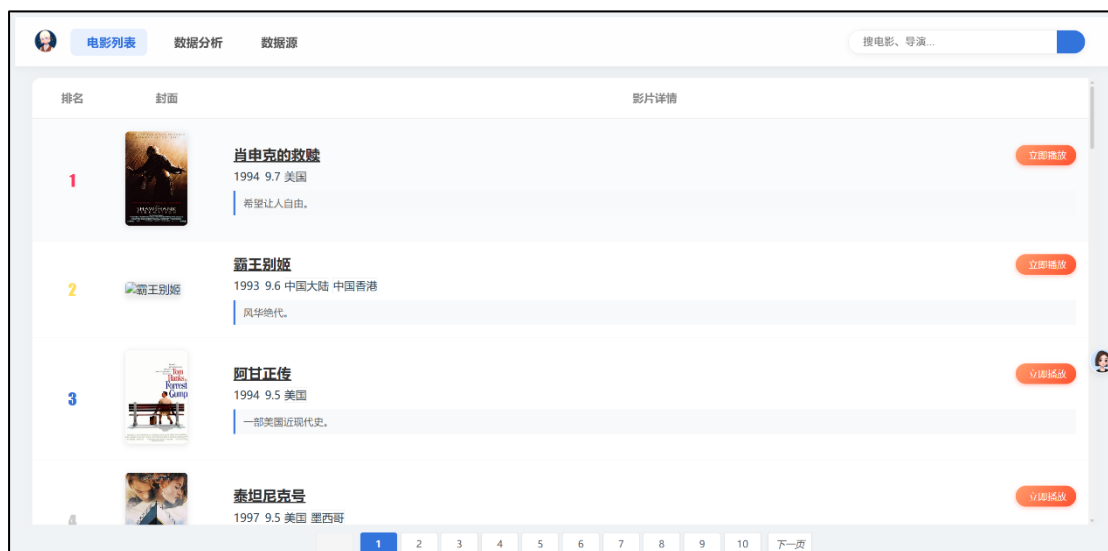 电影列表 数据分析 数据源 搜电影、导演...
排名 封面 影片详情
肖申克的救赎 立即播放
1994 9.7 美国
1
希望让人自由。
霸王别姬 立即播放
1993 9.6 中国大陆 中国香港
2 霸王别姬
风华绝代。
Tom
Hanks
Forrest
Gump
阿甘正传 立即播放
1994 9.5 美国
3
一部美国近现代史。
泰坦尼克号 立即播放
1997 9.5 美国 墨西哥
4
1 2 3 4 5 6 7 8 9 10 下一页